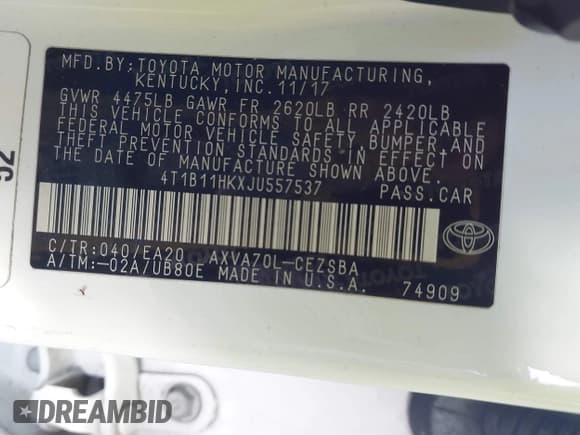 MFD.BY:TOYOTA MOTOR MANUFACTURING,
KENTUCKY, INC. 11/17
GVWR 4475LB GAWR FR 2620LB RR 2420LB
THIS VEHICLE CONFORMS TO ALL APPLICABLE
FEDERAL MOTOR VEHICLE SAFETY, BUMPER, AND
THEFT PREVENTION STANDARDS IN EFFECT ON
THE DATE OF MANUFACTURE SHOWN ABOVE.
4T1B11HKXJU557537 PASS.CAR
C/TR:040/EA20 AXVA70L-CEZSBA
A/TM:-02A/UB80E MADE IN U.S.A. 74909
92
DREAMBID